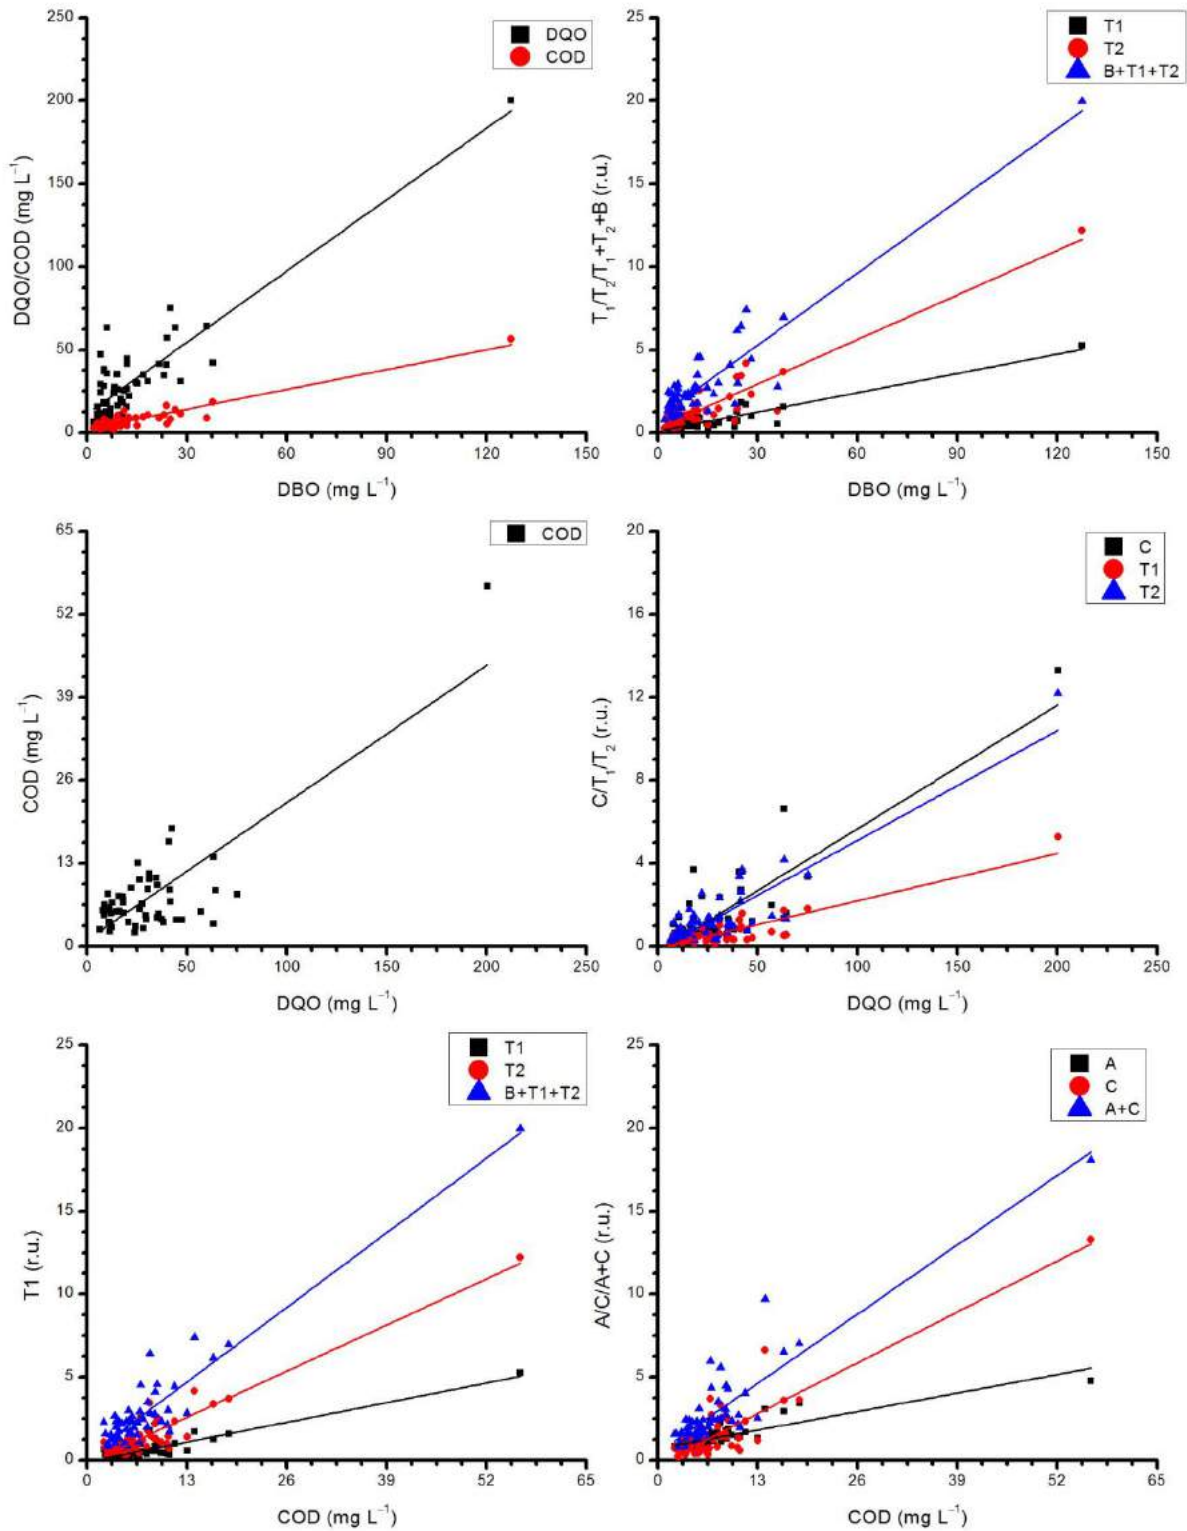 250
200
150
100
50
0
DQO/COD (mg L⁻¹)
DQO
COD
0 30 60 90 120 150
DBO (mg L⁻¹)
25
20
15
10
5
0
T₁/T₂/T₁+T₂+B (r.u.)
T1
T2
B+T1+T2
0 30 60 90 120 150
DBO (mg L⁻¹)
65
52
39
26
13
0
COD (mg L⁻¹)
COD
0 50 100 150 200 250
DQO (mg L⁻¹)
20
16
12
8
4
0
C/T₁/T₂ (r.u.)
C
T1
T2
0 50 100 150 200 250
DQO (mg L⁻¹)
25
20
15
10
5
0
T1 (r.u.)
T1
T2
B+T1+T2
0 13 26 39 52 65
COD (mg L⁻¹)
25
20
15
10
5
0
A/C/A+C (r.u.)
A
C
A+C
0 13 26 39 52 65
COD (mg L⁻¹)